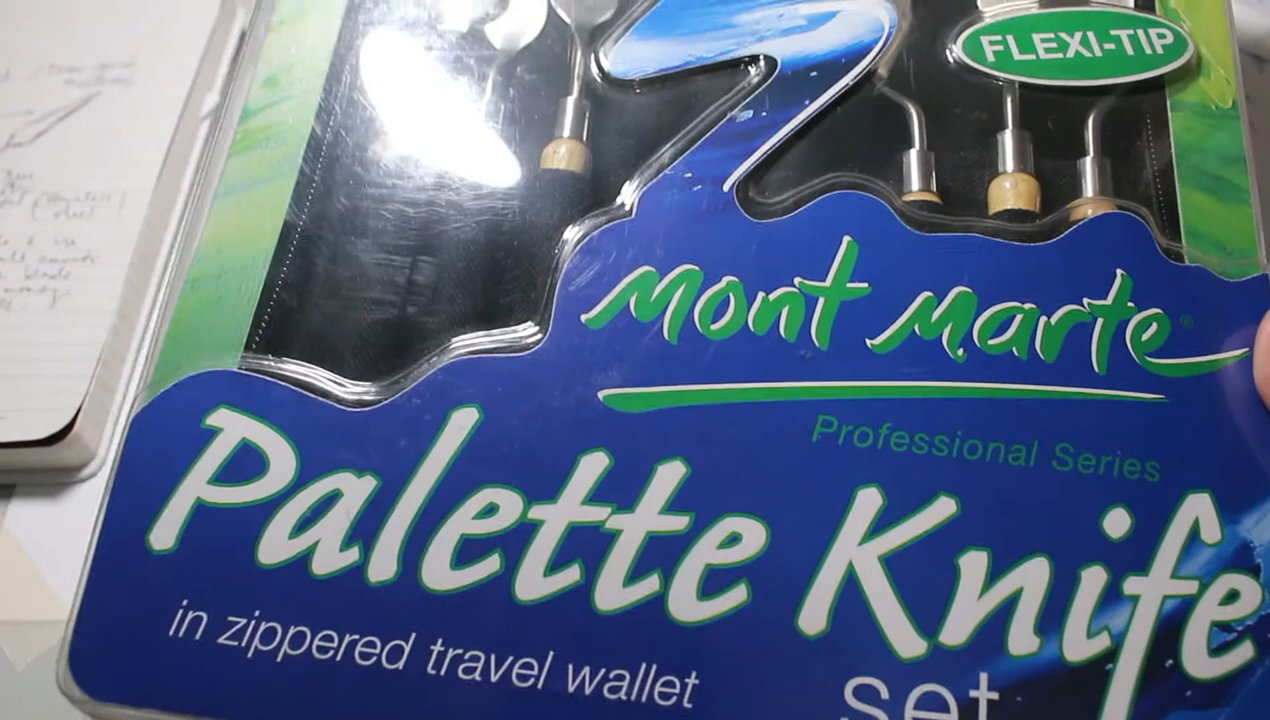 FLEXI-TIP
mont marte®
Professional Series
Palette Knife
in zippered travel wallet
set